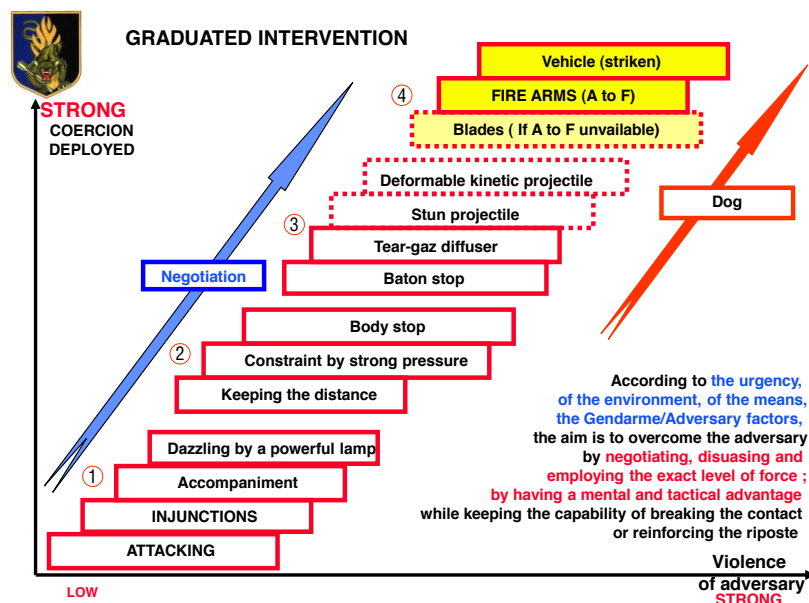 GRADUATED INTERVENTION
STRONG
COERCION
DEPLOYED
4
Vehicle (striken)
FIRE ARMS (A to F)
Blades ( If A to F unavailable)
3
Deformable kinetic projectile
Stun projectile
Tear-gaz diffuser
Baton stop
Dog
Negotiation
2
Body stop
Constraint by strong pressure
Keeping the distance
1
Dazzling by a powerful lamp
Accompaniment
INJUNCTIONS
ATTACKING
According to the urgency,
of the environment, of the means,
the Gendarme/Adversary factors,
the aim is to overcome the adversary
by negotiating, disuasing and
employing the exact level of force ;
by having a mental and tactical advantage
while keeping the capability of breaking the contact
or reinforcing the riposte
Violence
of adversary
LOW
STRONG